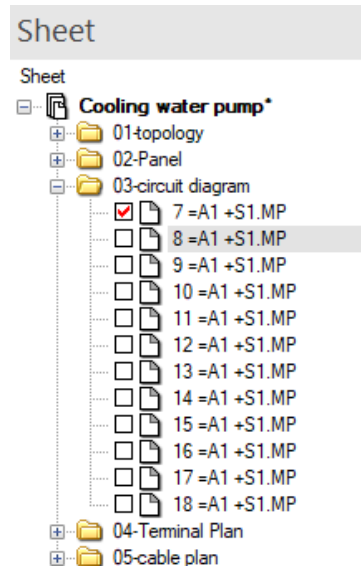 Sheet
Sheet
Cooling water pump*
01-topology
02-Panel
03-circuit diagram
7 =A1 +S1.MP
8 =A1 +S1.MP
9 =A1 +S1.MP
10 =A1 +S1.MP
11 =A1 +S1.MP
12 =A1 +S1.MP
13 =A1 +S1.MP
14 =A1 +S1.MP
15 =A1 +S1.MP
16 =A1 +S1.MP
17 =A1 +S1.MP
18 =A1 +S1.MP
04-Terminal Plan
05-cable plan